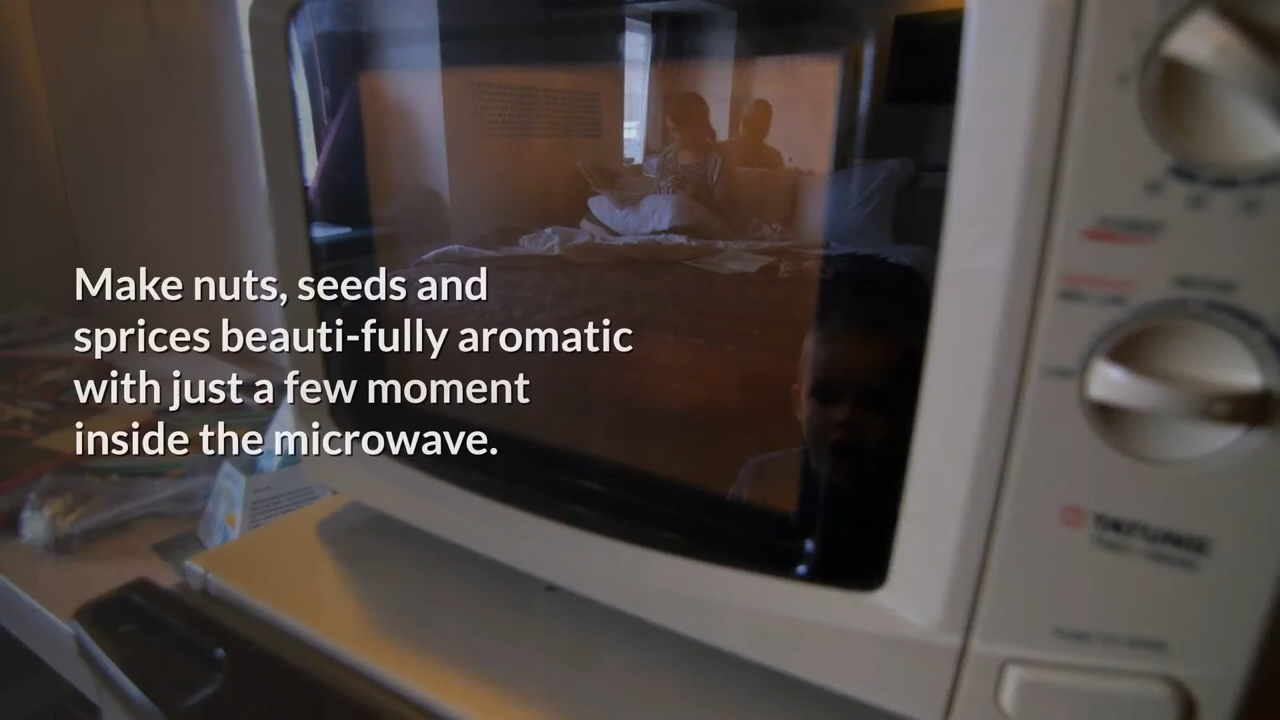 Make nuts, seeds and
sprices beauti-fully aromatic
with just a few moment
inside the microwave.
TATUNG